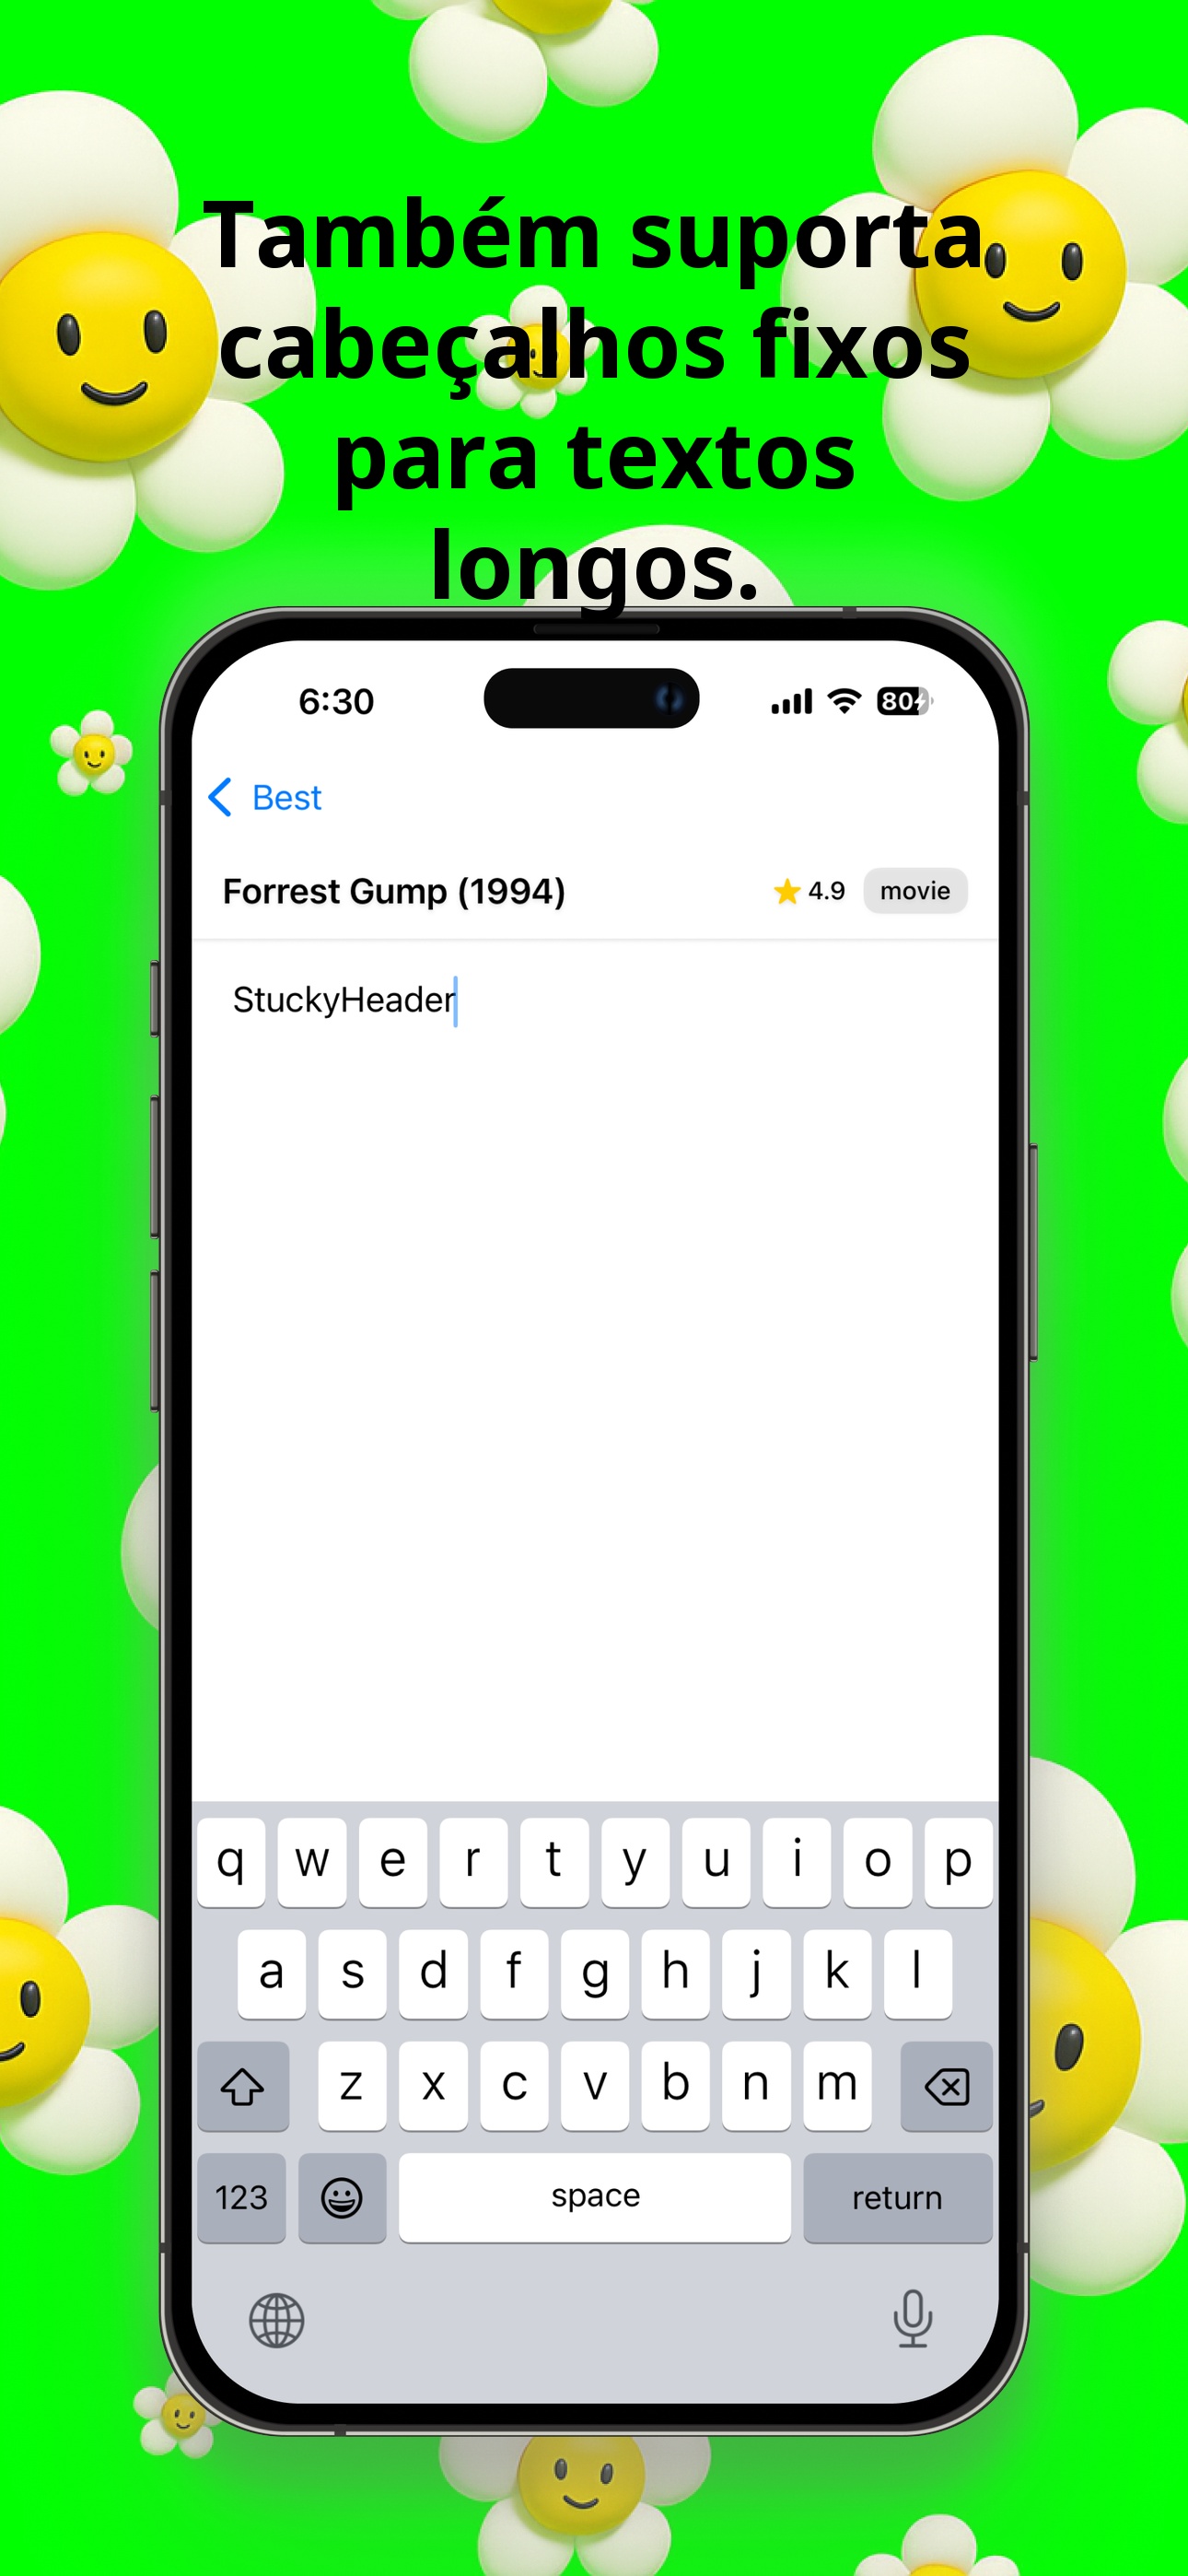 Também suporta
cabeçalhos fixos
para textos
longos.
6:30
80
Best
Forrest Gump (1994)
4.9 movie
StuckyHeader
q w e r t y u i o p
a s d f g h j k l
z x c v b n m
123 space return